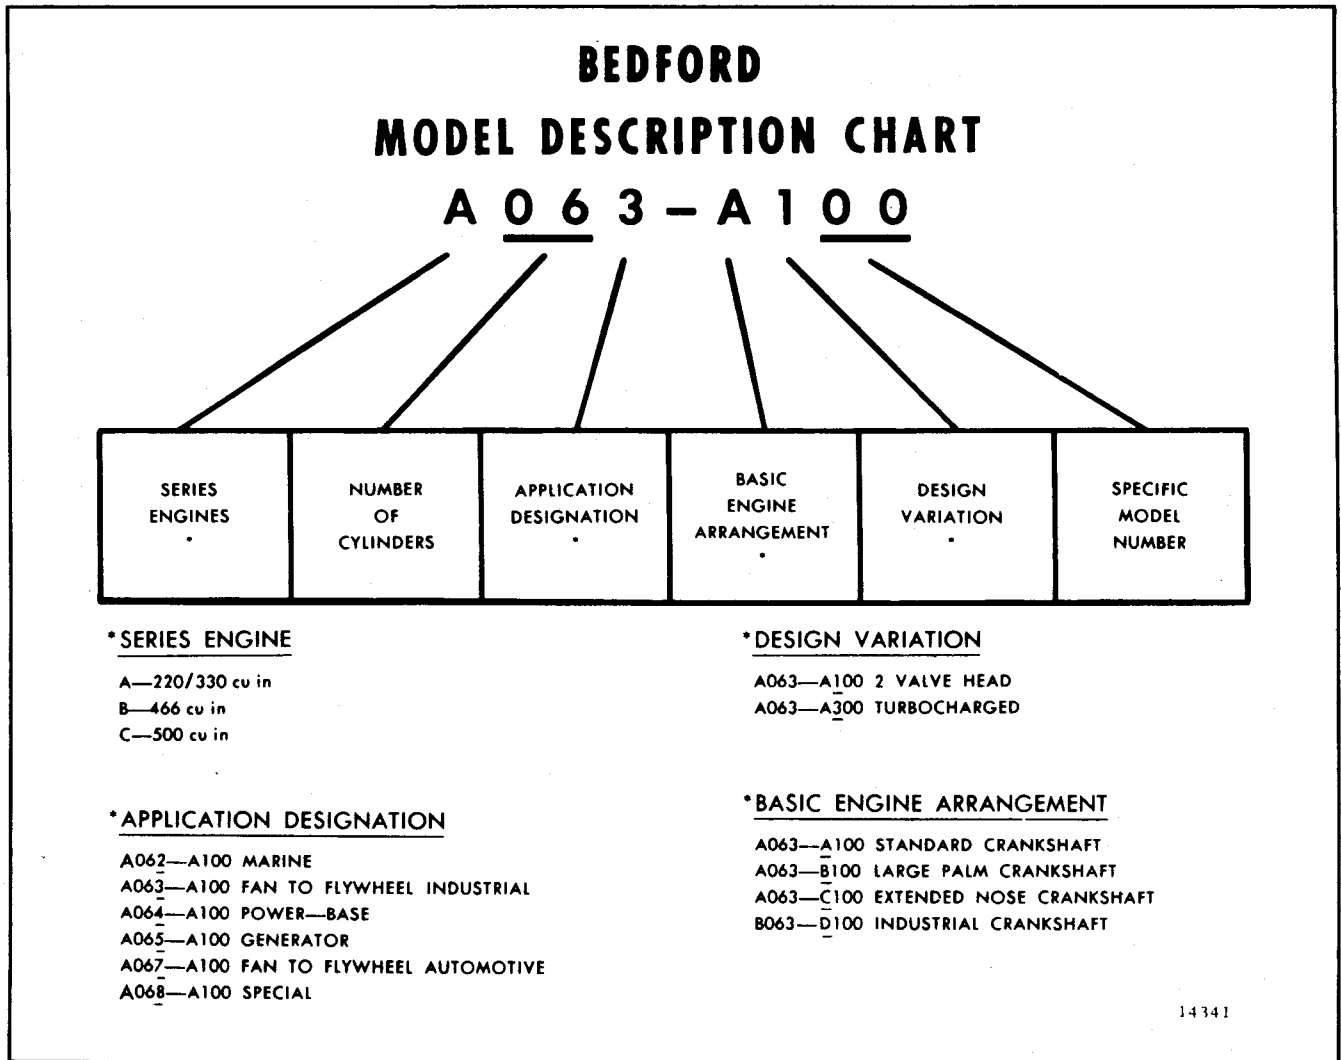 BEDFORD
MODEL DESCRIPTION CHART
A 0 6 3 – A 1 0 0
SERIES
ENGINES
*
NUMBER
OF
CYLINDERS
APPLICATION
DESIGNATION
*
BASIC
ENGINE
ARRANGEMENT
*
DESIGN
VARIATION
*
SPECIFIC
MODEL
NUMBER
*SERIES ENGINE
A—220/330 cu in
B—466 cu in
C—500 cu in
*APPLICATION DESIGNATION
A062—A100 MARINE
A063—A100 FAN TO FLYWHEEL INDUSTRIAL
A064—A100 POWER—BASE
A065—A100 GENERATOR
A067—A100 FAN TO FLYWHEEL AUTOMOTIVE
A068—A100 SPECIAL
*DESIGN VARIATION
A063—A100 2 VALVE HEAD
A063—A300 TURBOCHARGED
*BASIC ENGINE ARRANGEMENT
A063—A100 STANDARD CRANKSHAFT
A063—B100 LARGE PALM CRANKSHAFT
A063—C100 EXTENDED NOSE CRANKSHAFT
B063—D100 INDUSTRIAL CRANKSHAFT
14341